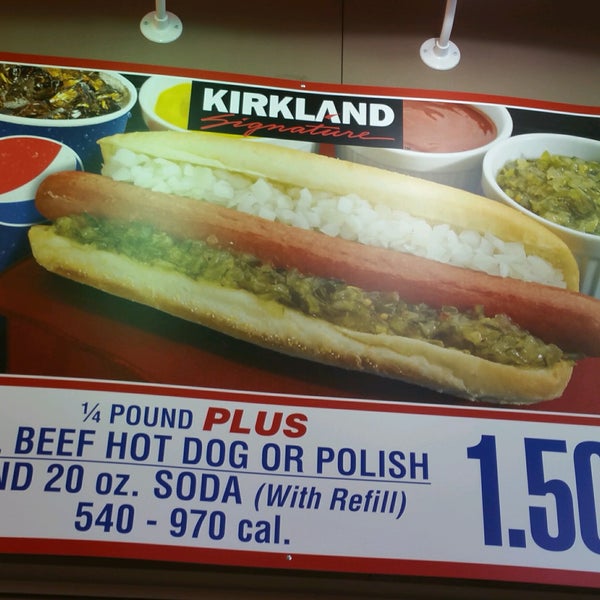 KIRKLAND
Signature
¼ POUND PLUS
BEEF HOT DOG OR POLISH
20 oz. SODA (With Refill)
540 - 970 cal.
1.50